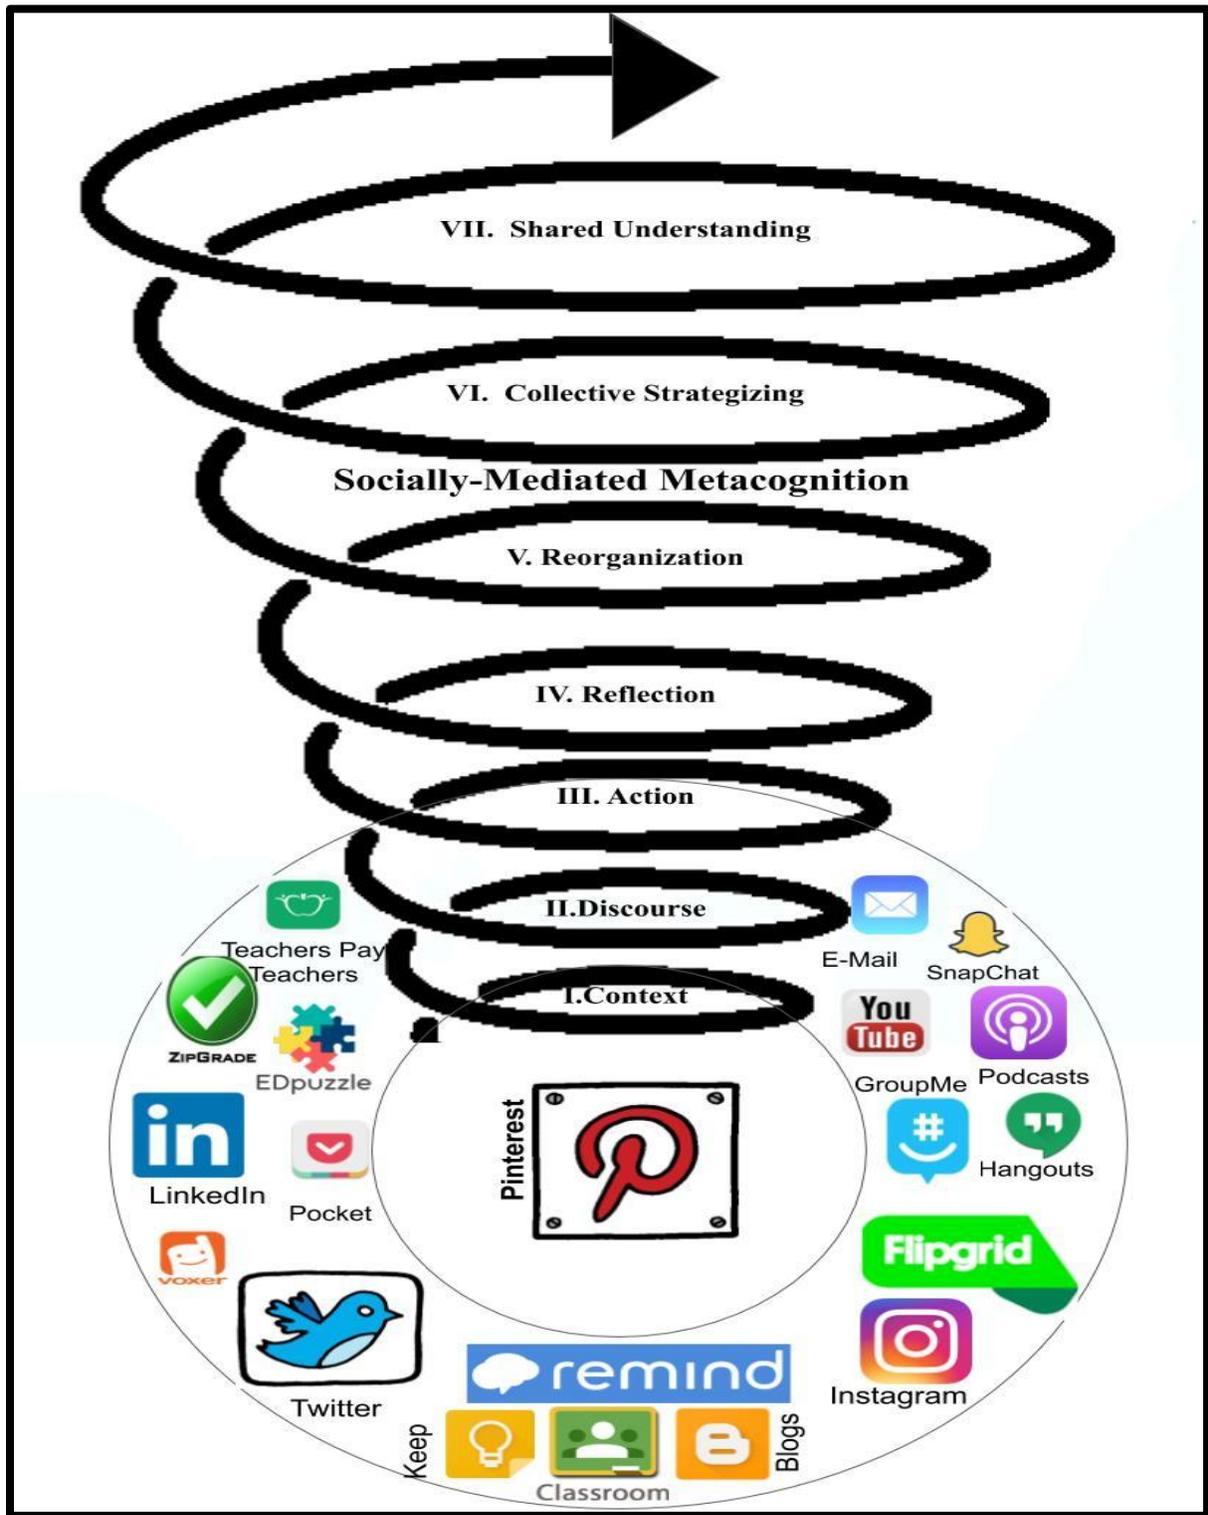 VII. Shared Understanding
VI. Collective Strategizing
Socially-Mediated Metacognition
V. Reorganization
IV. Reflection
III. Action
II.Discourse
I.Context
Teachers Pay
Teachers
ZIPGRADE
EDpuzzle
in
LinkedIn
Pocket
voxer
Twitter
Pinterest
E-Mail
SnapChat
You
Tube
Podcasts
GroupMe
#
Hangouts
Flipgrid
Instagram
remind
Keep
Classroom
Blogs